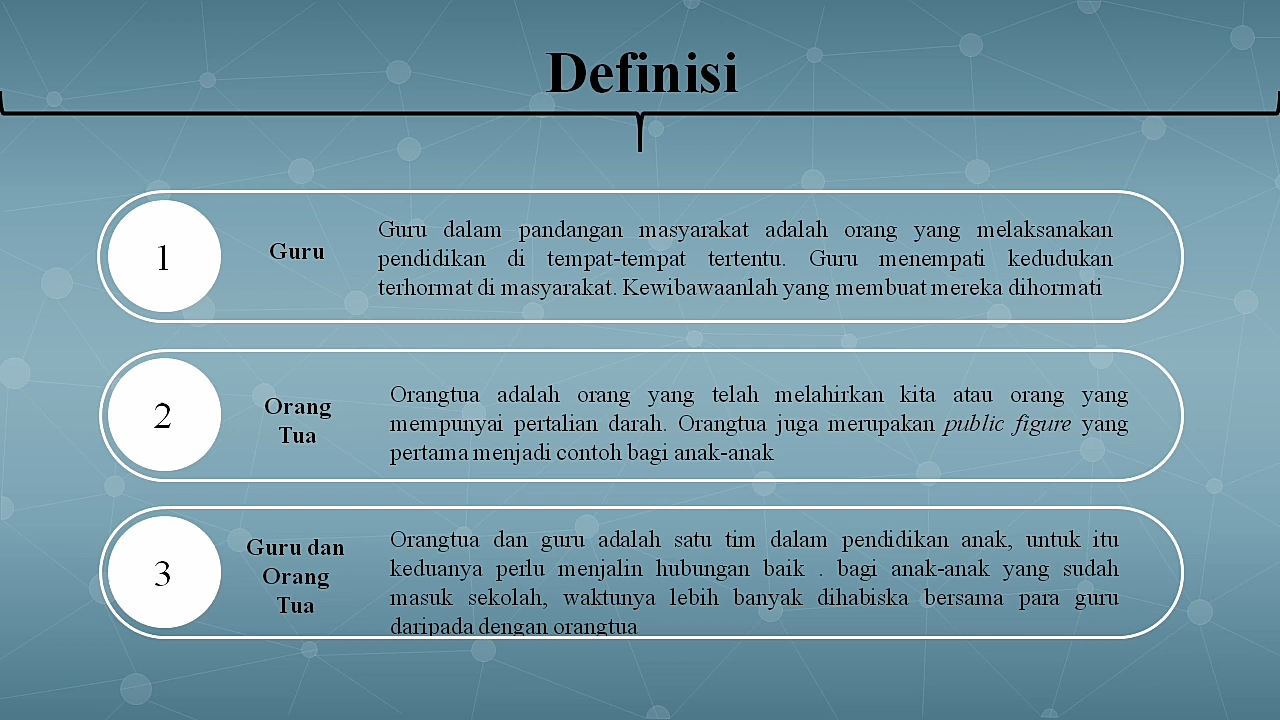 Definisi
1
Guru
Guru dalam pandangan masyarakat adalah orang yang melaksanakan
pendidikan di tempat-tempat tertentu. Guru menempati kedudukan
terhormat di masyarakat. Kewibawaanlah yang membuat mereka dihormati
2
Orang
Tua
Orangtua adalah orang yang telah melahirkan kita atau orang yang
mempunyai pertalian darah. Orangtua juga merupakan public figure yang
pertama menjadi contoh bagi anak-anak
3
Guru dan
Orang
Tua
Orangtua dan guru adalah satu tim dalam pendidikan anak, untuk itu
keduanya perlu menjalin hubungan baik . bagi anak-anak yang sudah
masuk sekolah, waktunya lebih banyak dihabiska bersama para guru
daripada dengan orangtua